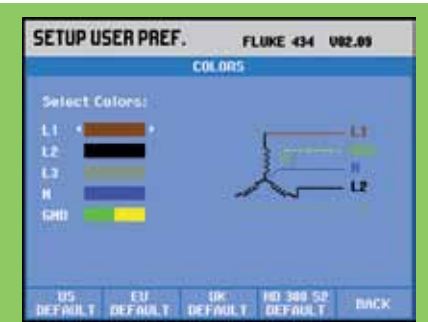 SETUP USER PREF. FLUKE 434 V02.09
COLORS
Select Colors:
L1
L2
L3
N
GND
L1
N
L2
US DEFAULT
EU DEFAULT
UK DEFAULT
HD 308 S2 DEFAULT
BACK